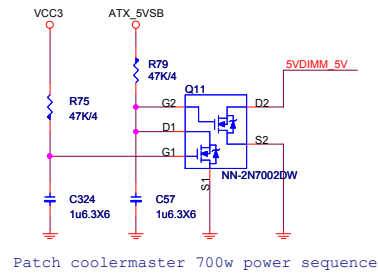 VCC3 ATX_5VSB
R79
47K/4
Q11
5VDIMM_5V
R75
47K/4
G2 D2
D1
S2
G1
S1
NN-2N7002DW
C324 C57
1u6.3X6 1u6.3X6
Patch coolermaster 700w power sequence